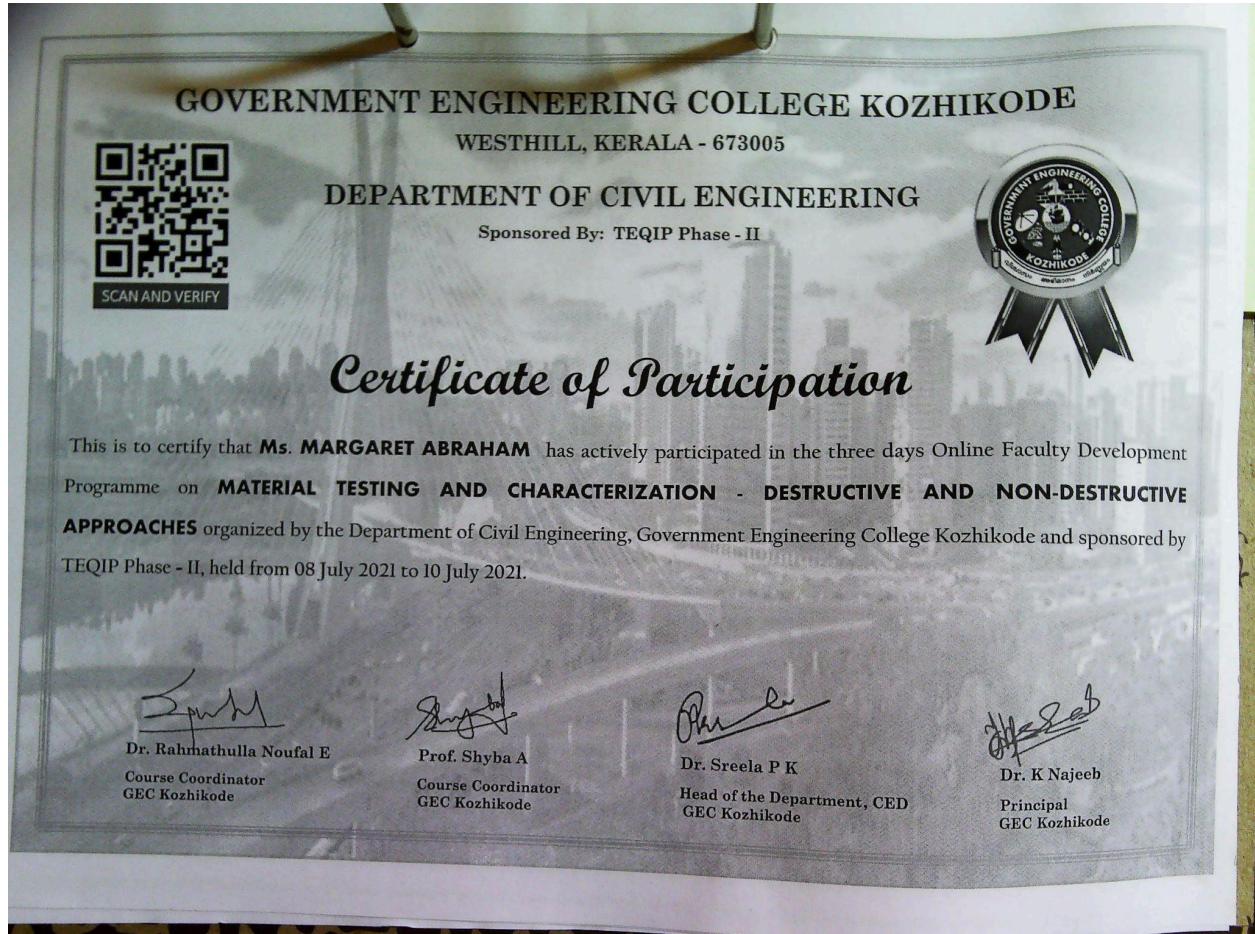 GOVERNMENT ENGINEERING COLLEGE KOZHIKODE
WESTHILL, KERALA - 673005
DEPARTMENT OF CIVIL ENGINEERING
Sponsored By: TEQIP Phase - II
SCAN AND VERIFY
GOVERNMENT ENGINEERING COLLEGE
KOZHIKODE
Certificate of Participation
This is to certify that Ms. MARGARET ABRAHAM has actively participated in the three days Online Faculty Development
Programme on MATERIAL TESTING AND CHARACTERIZATION - DESTRUCTIVE AND NON-DESTRUCTIVE
APPROACHES organized by the Department of Civil Engineering, Government Engineering College Kozhikode and sponsored by
TEQIP Phase - II, held from 08 July 2021 to 10 July 2021.
Dr. Rahmathulla Noufal E
Course Coordinator
GEC Kozhikode
Prof. Shyba A
Course Coordinator
GEC Kozhikode
Dr. Sreela P K
Head of the Department, CED
GEC Kozhikode
Dr. K Najeeb
Principal
GEC Kozhikode